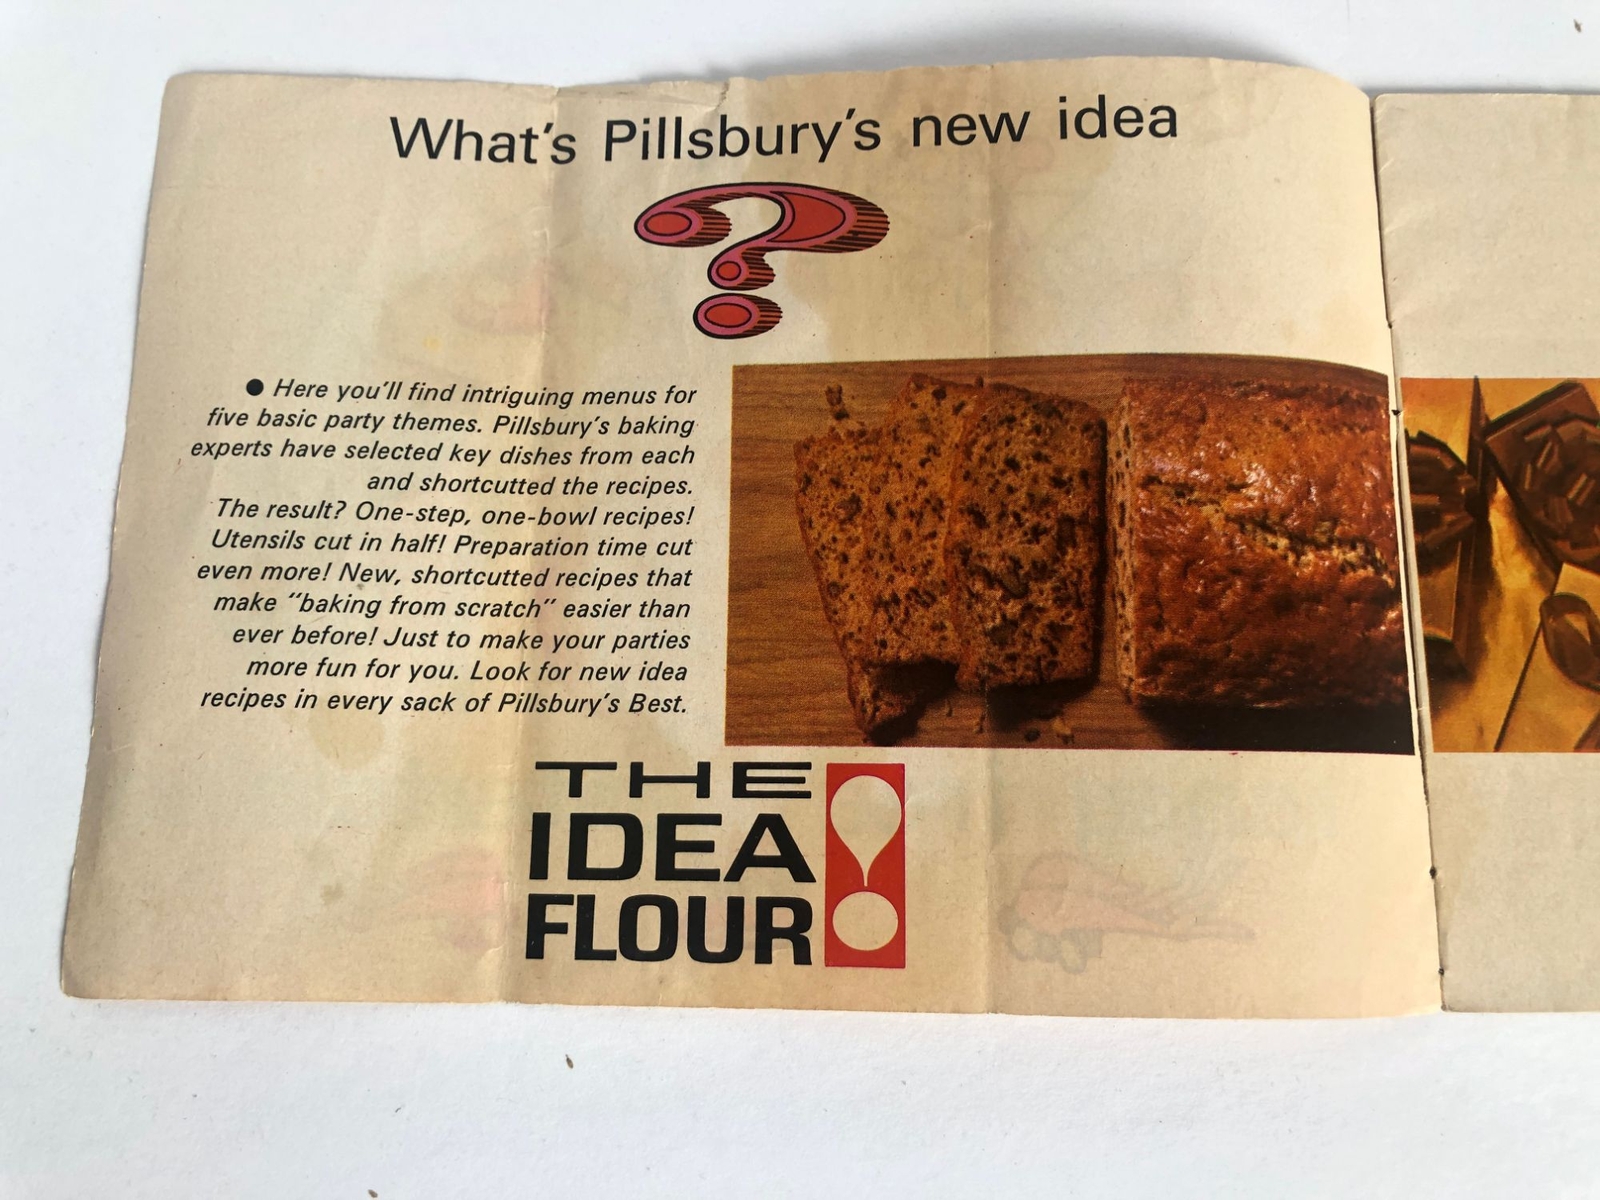 What's Pillsbury's new idea
?
● Here you'll find intriguing menus for
five basic party themes. Pillsbury's baking
experts have selected key dishes from each
and shortcutted the recipes.
The result? One-step, one-bowl recipes!
Utensils cut in half! Preparation time cut
even more! New, shortcutted recipes that
make “baking from scratch” easier than
ever before! Just to make your parties
more fun for you. Look for new idea
recipes in every sack of Pillsbury's Best.
THE
IDEA
FLOUR!